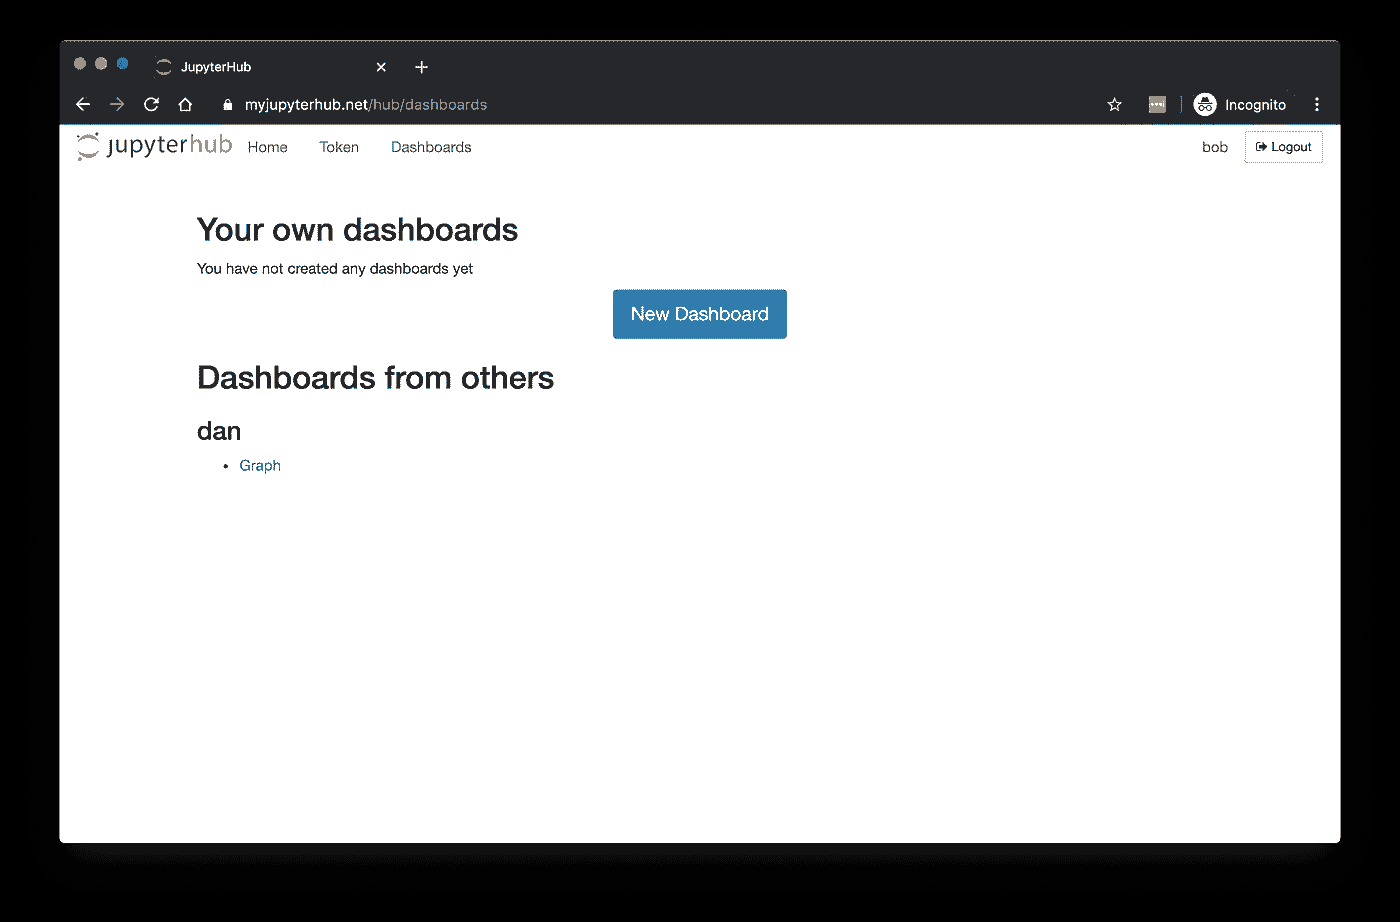 JupyterHub
myjupyterhub.net/hub/dashboards
Incognito
jupyterhub Home Token Dashboards bob Logout
Your own dashboards
You have not created any dashboards yet
New Dashboard
Dashboards from others
dan
• Graph